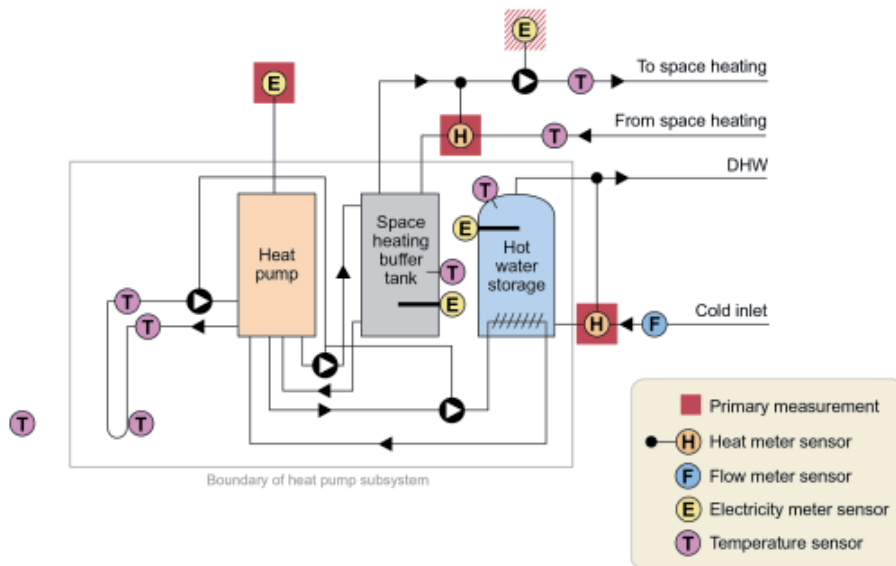 E
To space heating
T
E
From space heating
H
T
DHW
T
Heat
pump
Space
heating
buffer
tank
E
Hot
water
storage
T
T
E
T
H
F
Cold inlet
T
T
Boundary of heat pump subsystem
Primary measurement
H Heat meter sensor
F Flow meter sensor
E Electricity meter sensor
T Temperature sensor